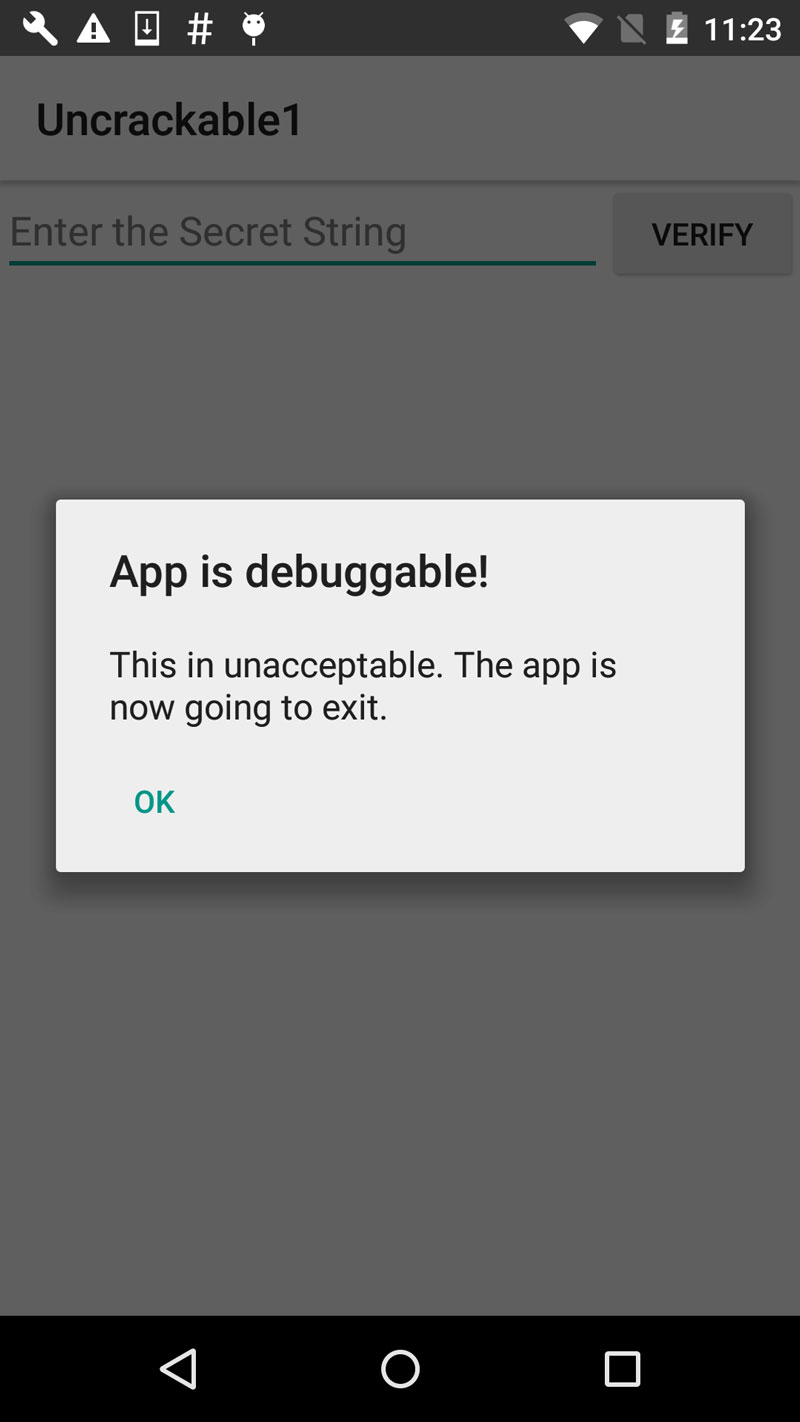 11:23
Uncrackable1
Enter the Secret String
VERIFY
App is debuggable!
This in unacceptable. The app is
now going to exit.
OK